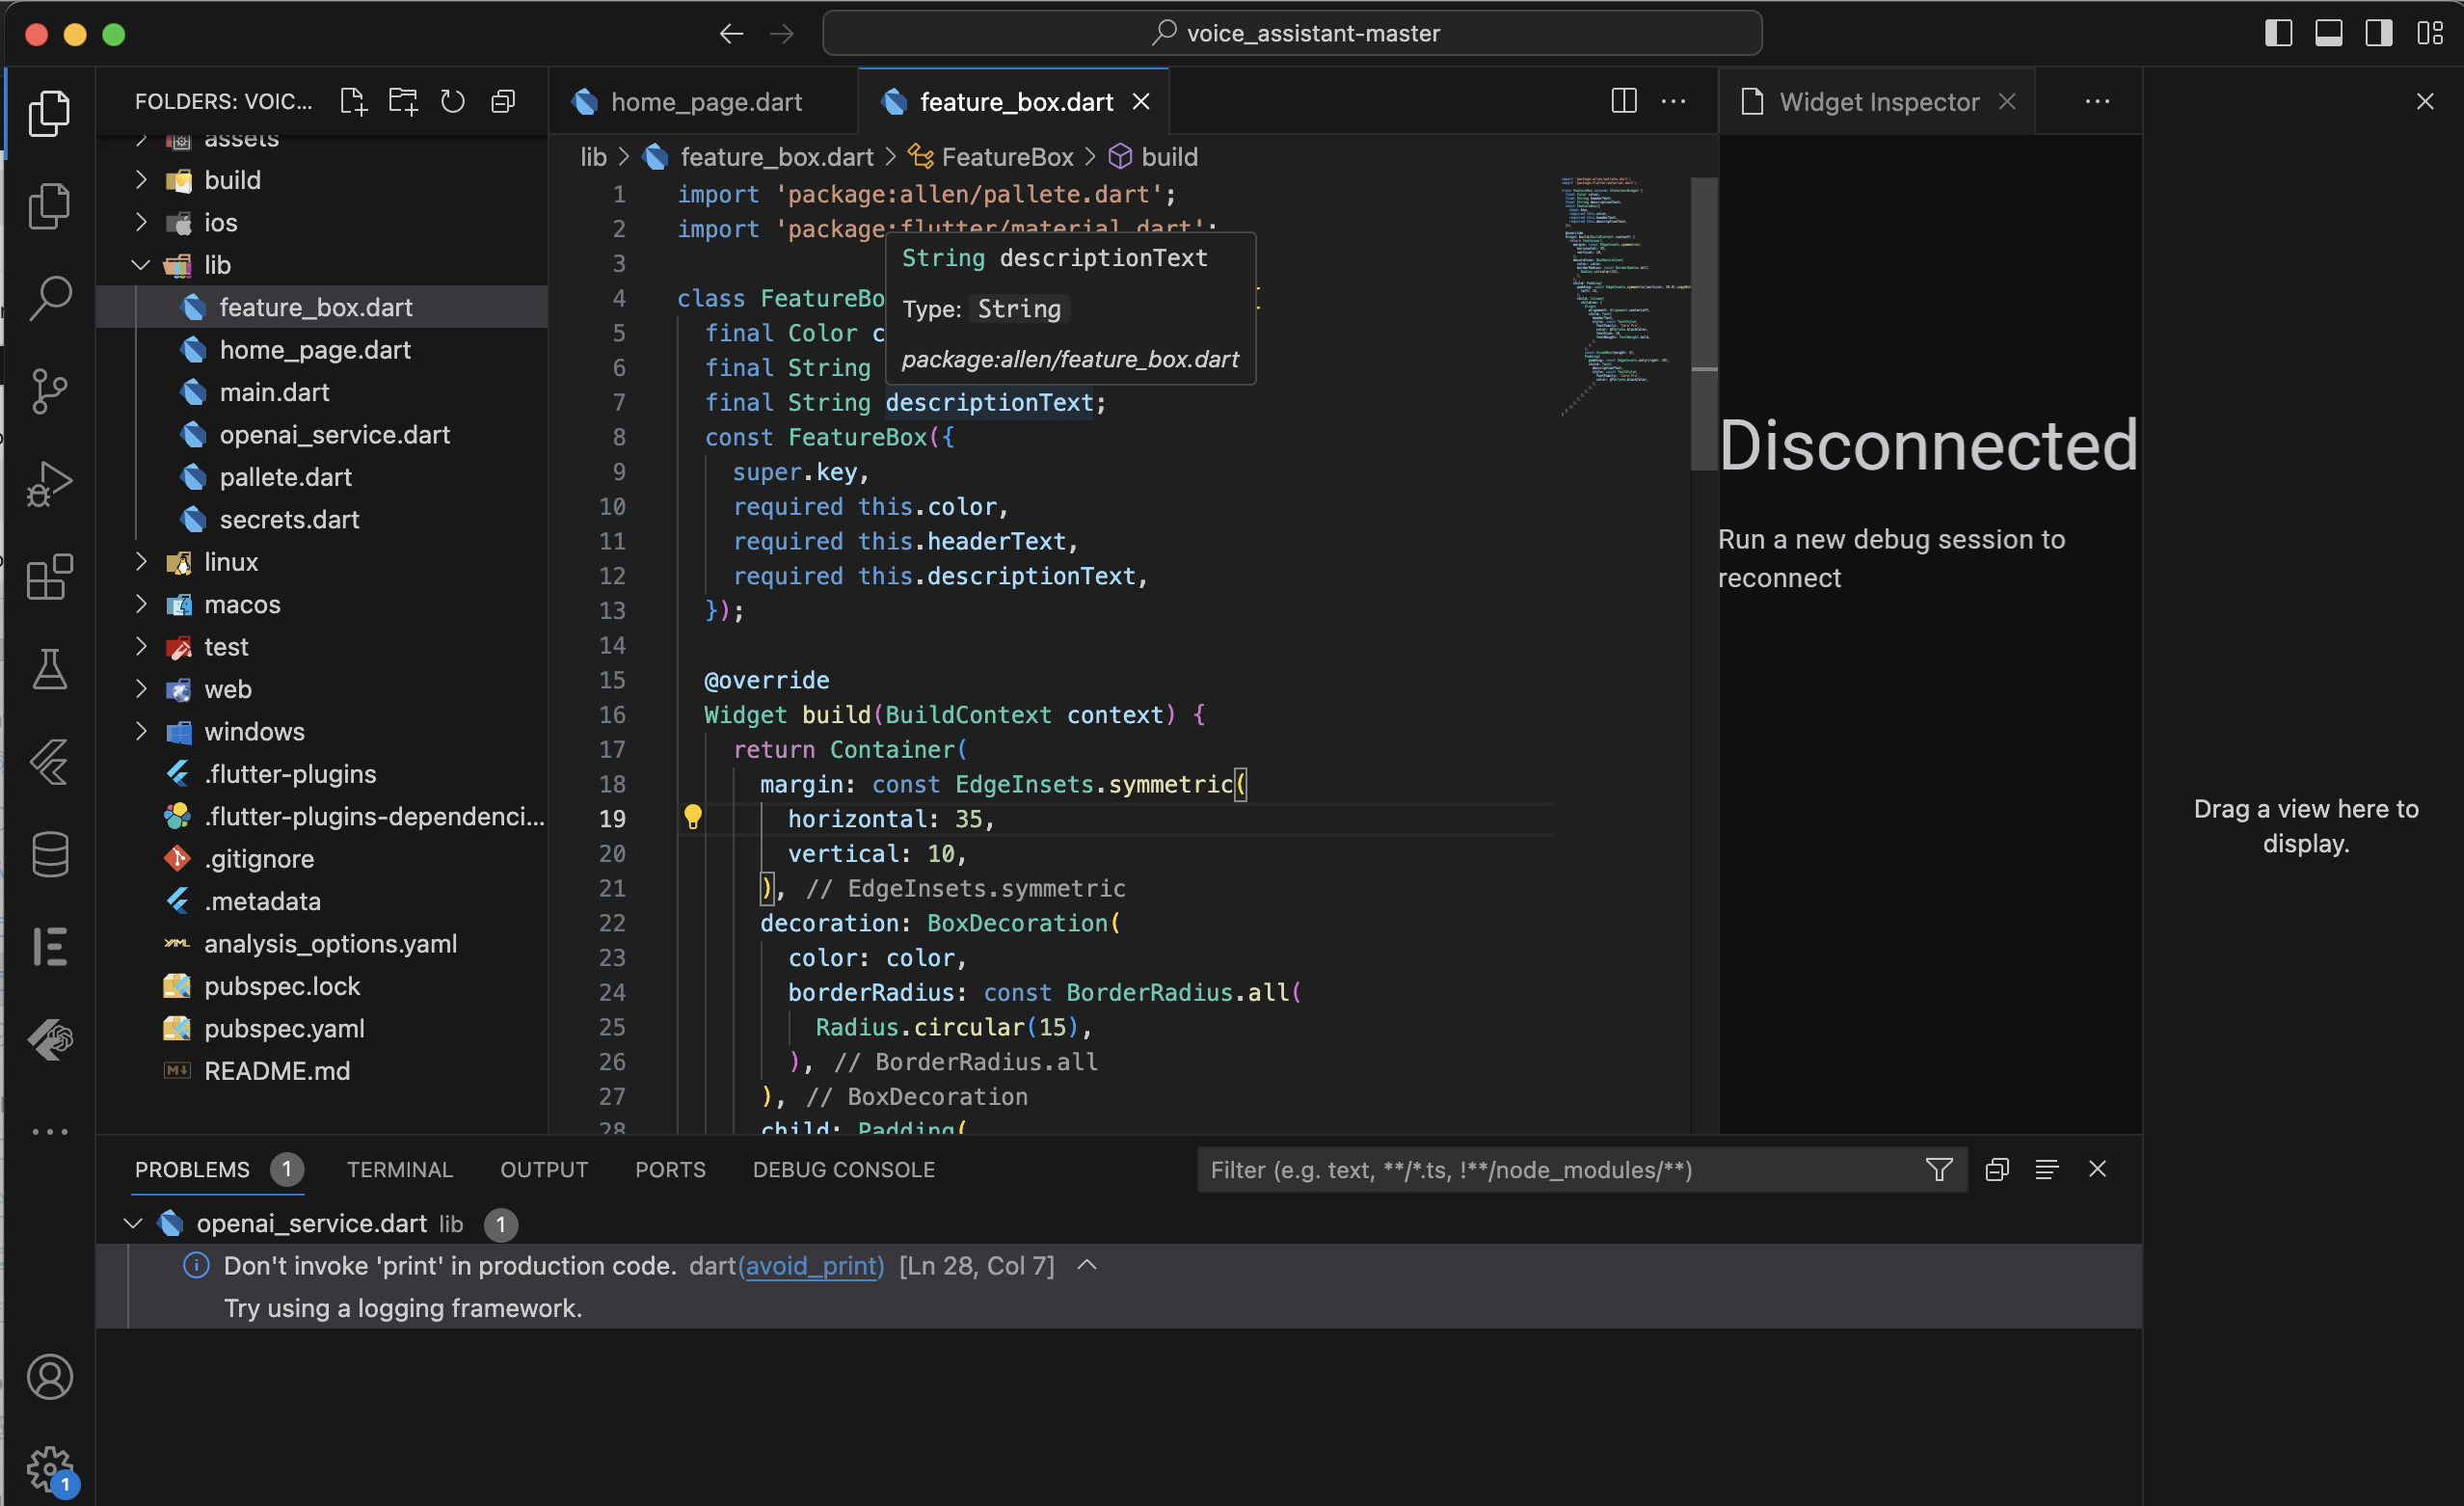 voice_assistant-master
FOLDERS: VOIC...
assets
build
ios
lib
feature_box.dart
home_page.dart
main.dart
openai_service.dart
pallete.dart
secrets.dart
linux
macos
test
web
windows
.flutter-plugins
.flutter-plugins-dependenci...
.gitignore
.metadata
analysis_options.yaml
pubspec.lock
pubspec.yaml
README.md
1
home_page.dart
feature_box.dart
lib > feature_box.dart > FeatureBox > build
1 import 'package:allen/pallete.dart';
2 import 'package:flutter/material.dart';
3
4 class FeatureBo
5 final Color c
6 final String
7 final String descriptionText;
8 const FeatureBox({
9 super.key,
10 required this.color,
11 required this.headerText,
12 required this.descriptionText,
13 });
14
15 @override
16 Widget build(BuildContext context) {
17 return Container(
18 margin: const EdgeInsets.symmetric(
19 horizontal: 35,
20 vertical: 10,
21 ), // EdgeInsets.symmetric
22 decoration: BoxDecoration(
23 color: color,
24 borderRadius: const BorderRadius.all(
25 Radius.circular(15),
26 ), // BorderRadius.all
27 ), // BoxDecoration
28 child: Padding(
String descriptionText
Type: String
package:allen/feature_box.dart
Widget Inspector
Disconnected
Run a new debug session to
reconnect
Drag a view here to
display.
PROBLEMS 1 TERMINAL OUTPUT PORTS DEBUG CONSOLE
Filter (e.g. text, **/*.ts, !**/node_modules/**)
openai_service.dart lib 1
Don't invoke 'print' in production code. dart(avoid_print) [Ln 28, Col 7]
Try using a logging framework.